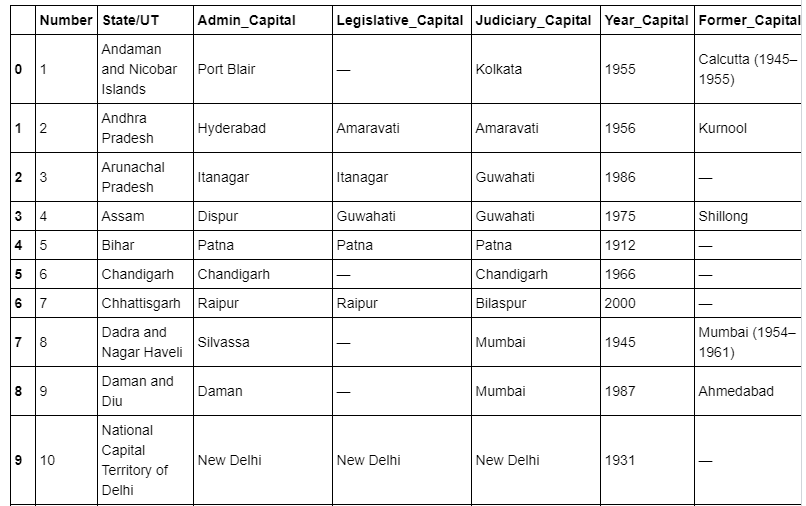 Number State/UT Admin_Capital Legislative_Capital Judiciary_Capital Year_Capital Former_Capital
0 1 Andaman and Nicobar Islands Port Blair — Kolkata 1955 Calcutta (1945–1955)
1 2 Andhra Pradesh Hyderabad Amaravati Amaravati 1956 Kurnool
2 3 Arunachal Pradesh Itanagar Itanagar Guwahati 1986 —
3 4 Assam Dispur Guwahati Guwahati 1975 Shillong
4 5 Bihar Patna Patna Patna 1912 —
5 6 Chandigarh Chandigarh — Chandigarh 1966 —
6 7 Chhattisgarh Raipur Raipur Bilaspur 2000 —
7 8 Dadra and Nagar Haveli Silvassa — Mumbai 1945 Mumbai (1954–1961)
8 9 Daman and Diu Daman — Mumbai 1987 Ahmedabad
9 10 National Capital Territory of Delhi New Delhi New Delhi New Delhi 1931 —